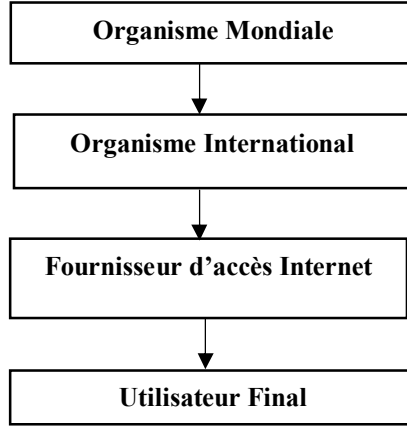 Organisme Mondiale
Organisme International
Fournisseur d'accès Internet
Utilisateur Final